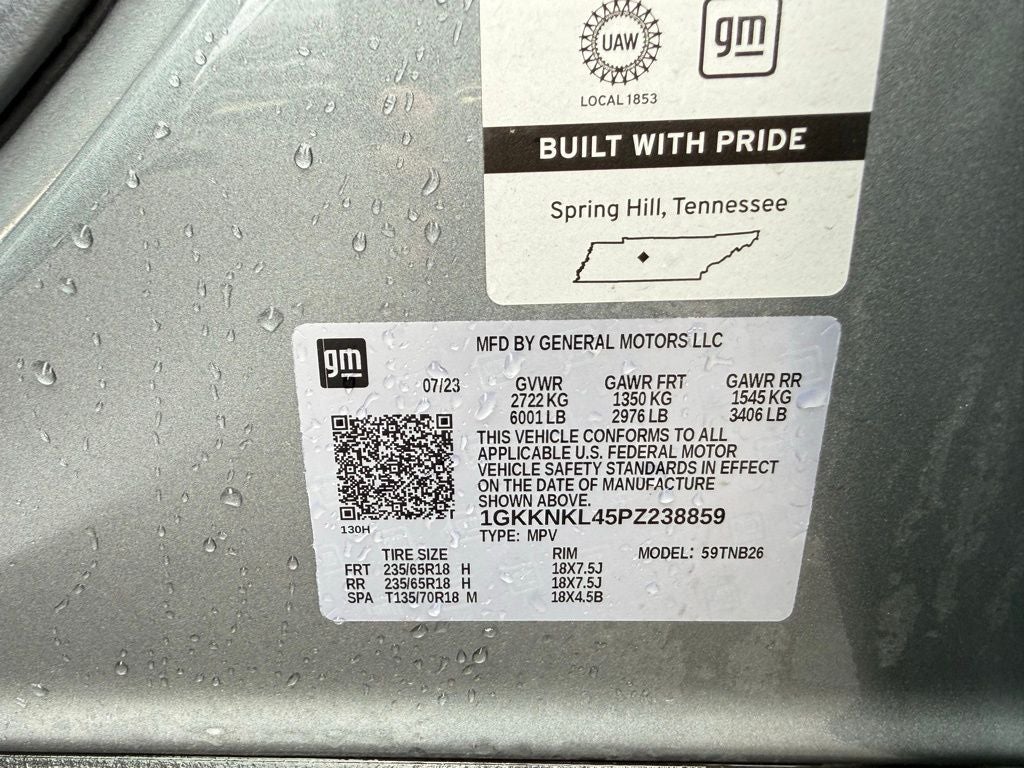 UAW
gm
LOCAL 1853
BUILT WITH PRIDE
Spring Hill, Tennessee
gm
MFD BY GENERAL MOTORS LLC
07/23 GVWR GAWR FRT GAWR RR
2722 KG 1350 KG 1545 KG
6001 LB 2976 LB 3406 LB
THIS VEHICLE CONFORMS TO ALL
APPLICABLE U.S. FEDERAL MOTOR
VEHICLE SAFETY STANDARDS IN EFFECT
ON THE DATE OF MANUFACTURE
SHOWN ABOVE.
1GKKNKL45PZ238859
130H
TYPE: MPV
TIRE SIZE RIM MODEL: 59TNB26
FRT 235/65R18 H 18X7.5J
RR 235/65R18 H 18X7.5J
SPA T135/70R18 M 18X4.5B